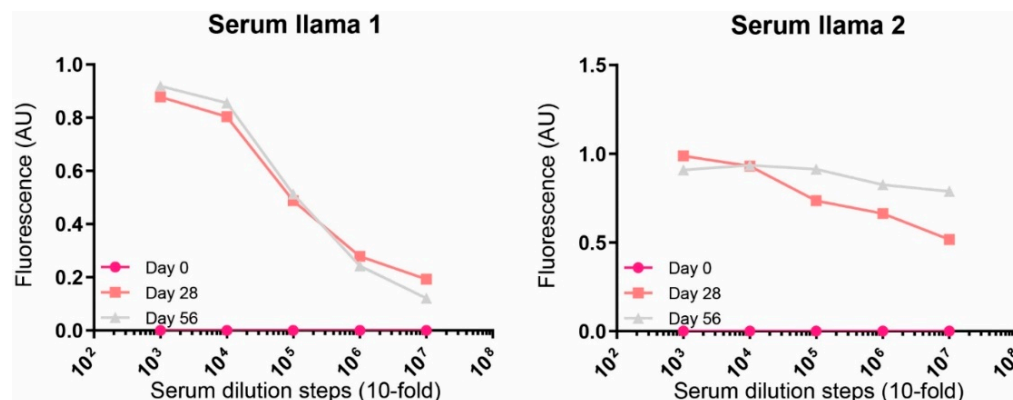 Serum llama 1
Fluorescence (AU)
1.0
0.8
0.6
0.4
0.2
0.0
Day 0
Day 28
Day 56
10²
10³
10⁴
10⁵
10⁶
10⁷
10⁸
Serum dilution steps (10-fold)
Serum llama 2
Fluorescence (AU)
1.5
1.0
0.5
0.0
Day 0
Day 28
Day 56
10²
10³
10⁴
10⁵
10⁶
10⁷
10⁸
Serum dilution steps (10-fold)